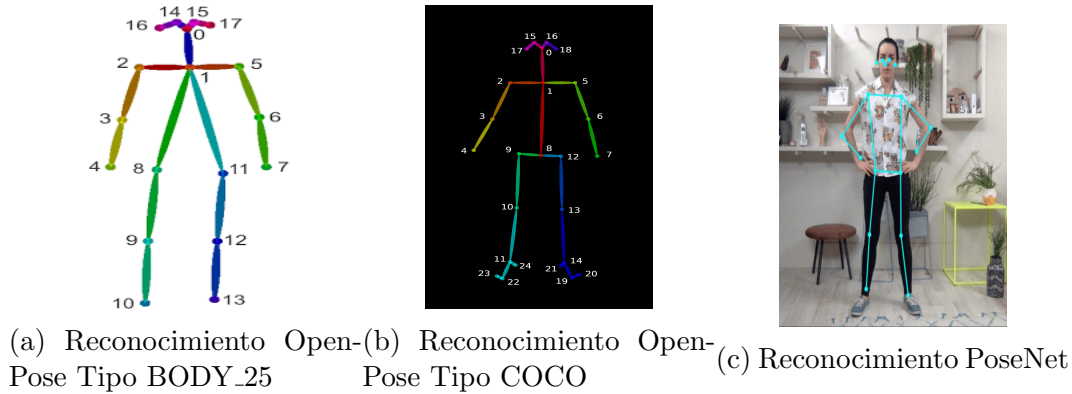 14 15
16 17
0
2 1 5
3 6
4 7
8 11
9 12
10 13
15 16
17 0 18
2 5
1
3 6
4 7
9 8 12
10 13
11 24 21 14
23 22 19 20
(a) Reconocimiento Open-
Pose Tipo BODY_25
(b) Reconocimiento Open-
Pose Tipo COCO
(c) Reconocimiento PoseNet